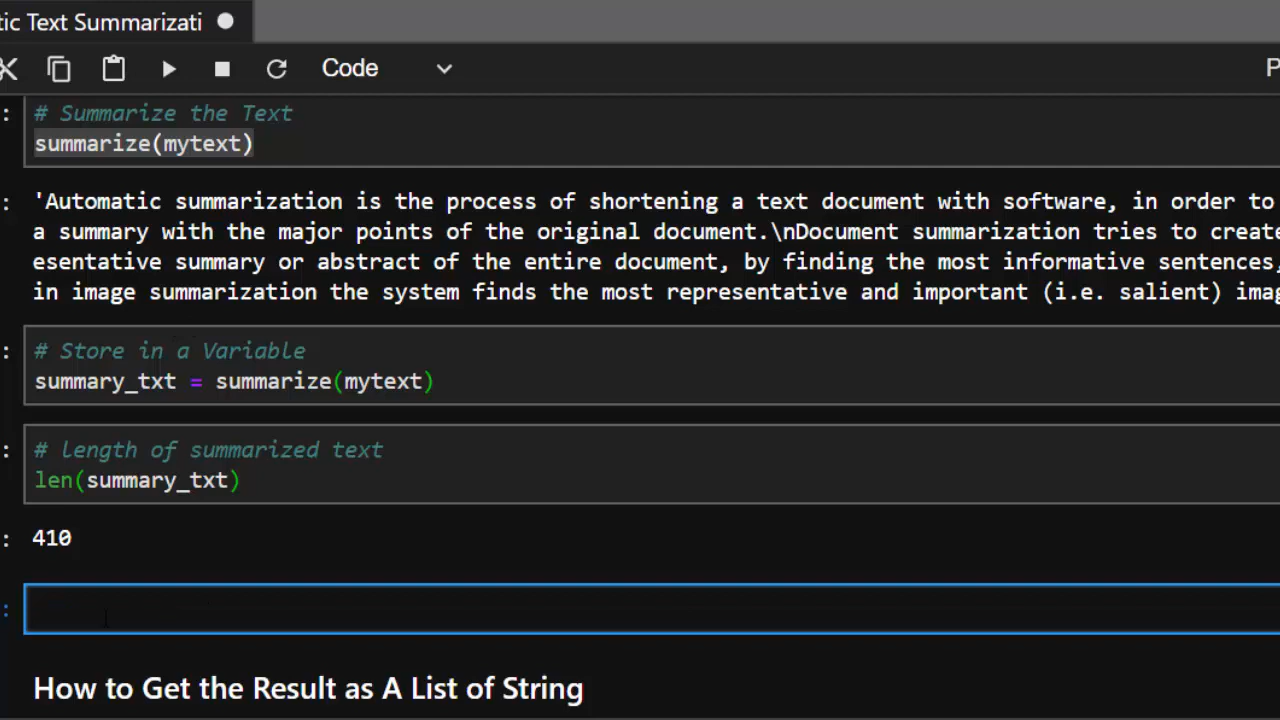 tic Text Summarizati
Code
P
# Summarize the Text
summarize(mytext)
'Automatic summarization is the process of shortening a text document with software, in order to
a summary with the major points of the original document.\nDocument summarization tries to create
esentative summary or abstract of the entire document, by finding the most informative sentences,
in image summarization the system finds the most representative and important (i.e. salient) imag
# Store in a Variable
summary_txt = summarize(mytext)
# Length of summarized text
len(summary_txt)
: 410
How to Get the Result as A List of String